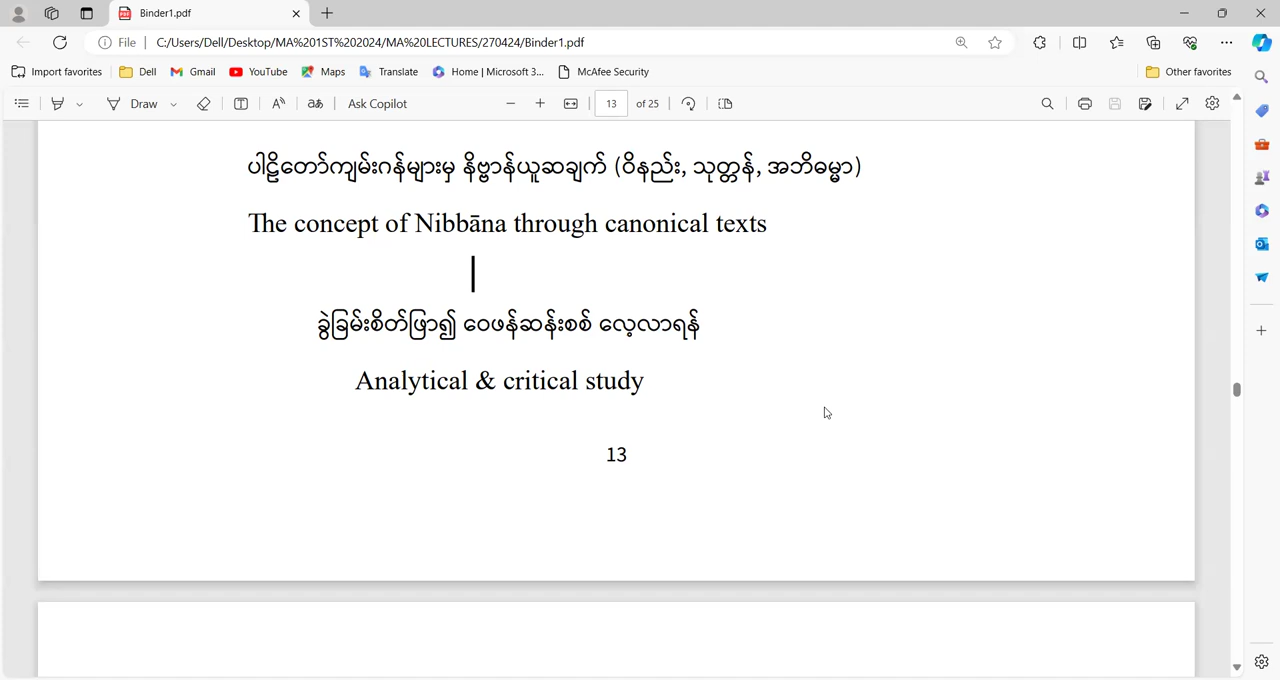 Binder1.pdf
File C:/Users/Dell/Desktop/MA%201ST%202024/MA%20LECTURES/270424/Binder1.pdf
Import favorites Dell Gmail YouTube Maps Translate Home | Microsoft 3... McAfee Security Other favorites
Draw Ask Copilot 13 of 25
ပါဠိတော်ကျမ်းဂန်များမှ နိဗ္ဗာန်ယူဆချက် (ဝိနည်း, သုတ္တန်, အဘိဓမ္မာ)
The concept of Nibbāna through canonical texts
ခွဲခြမ်းစိတ်ဖြာ၍ ဝေဖန်ဆန်းစစ် လေ့လာရန်
Analytical & critical study
13